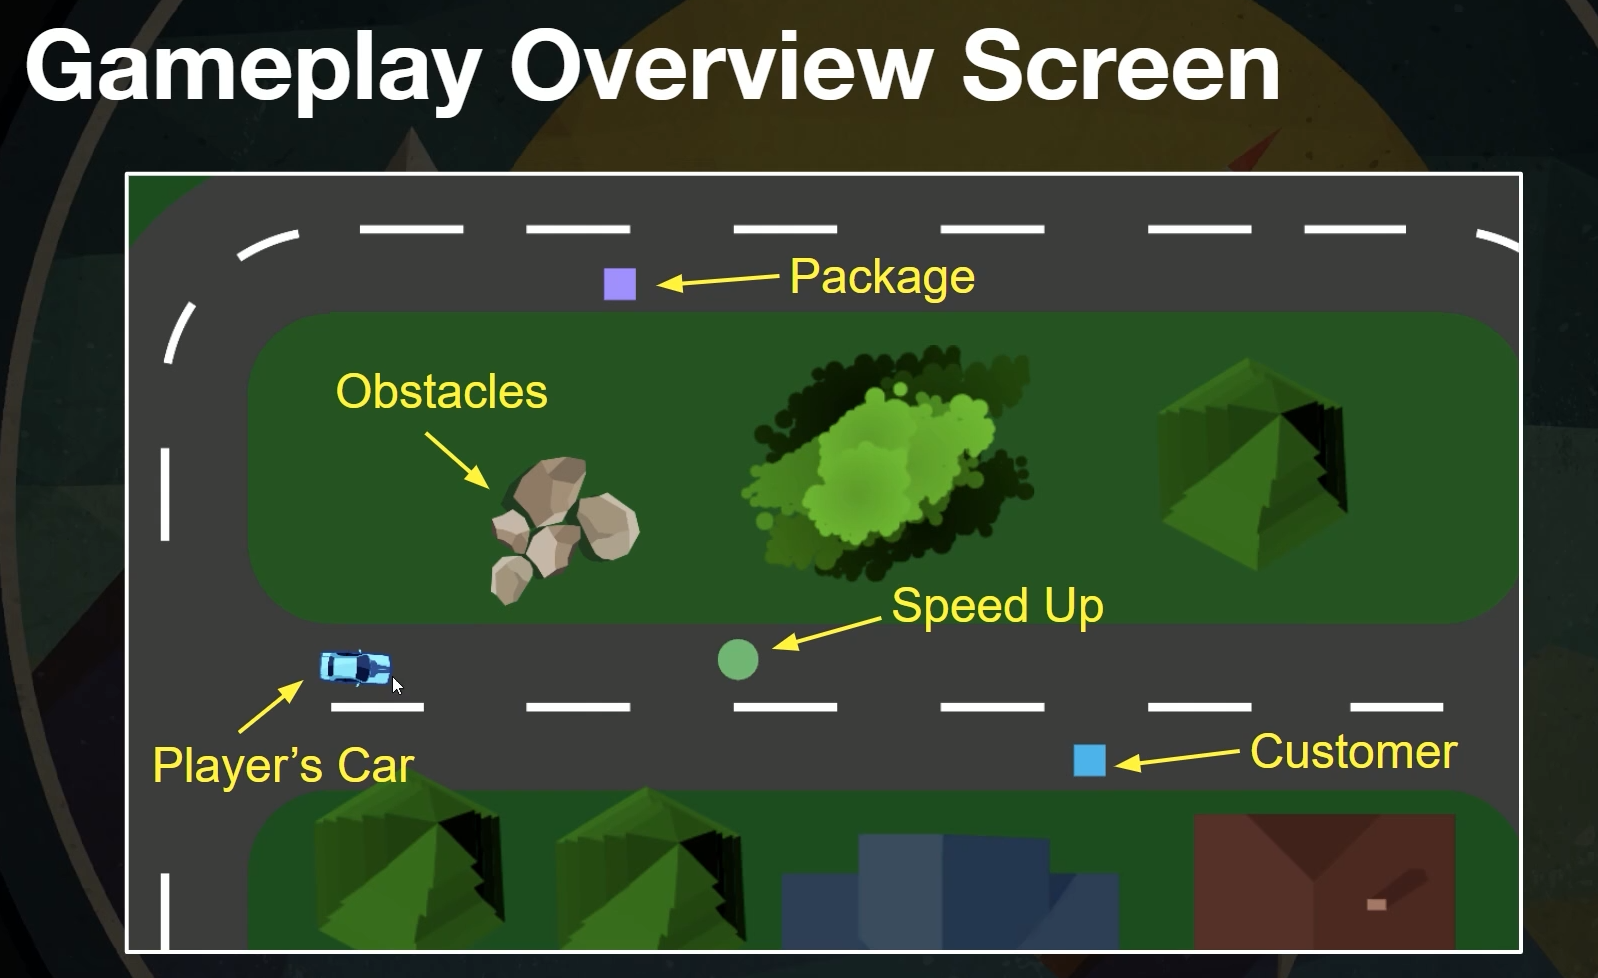 Gameplay Overview Screen
Package
Obstacles
Speed Up
Player’s Car
Customer